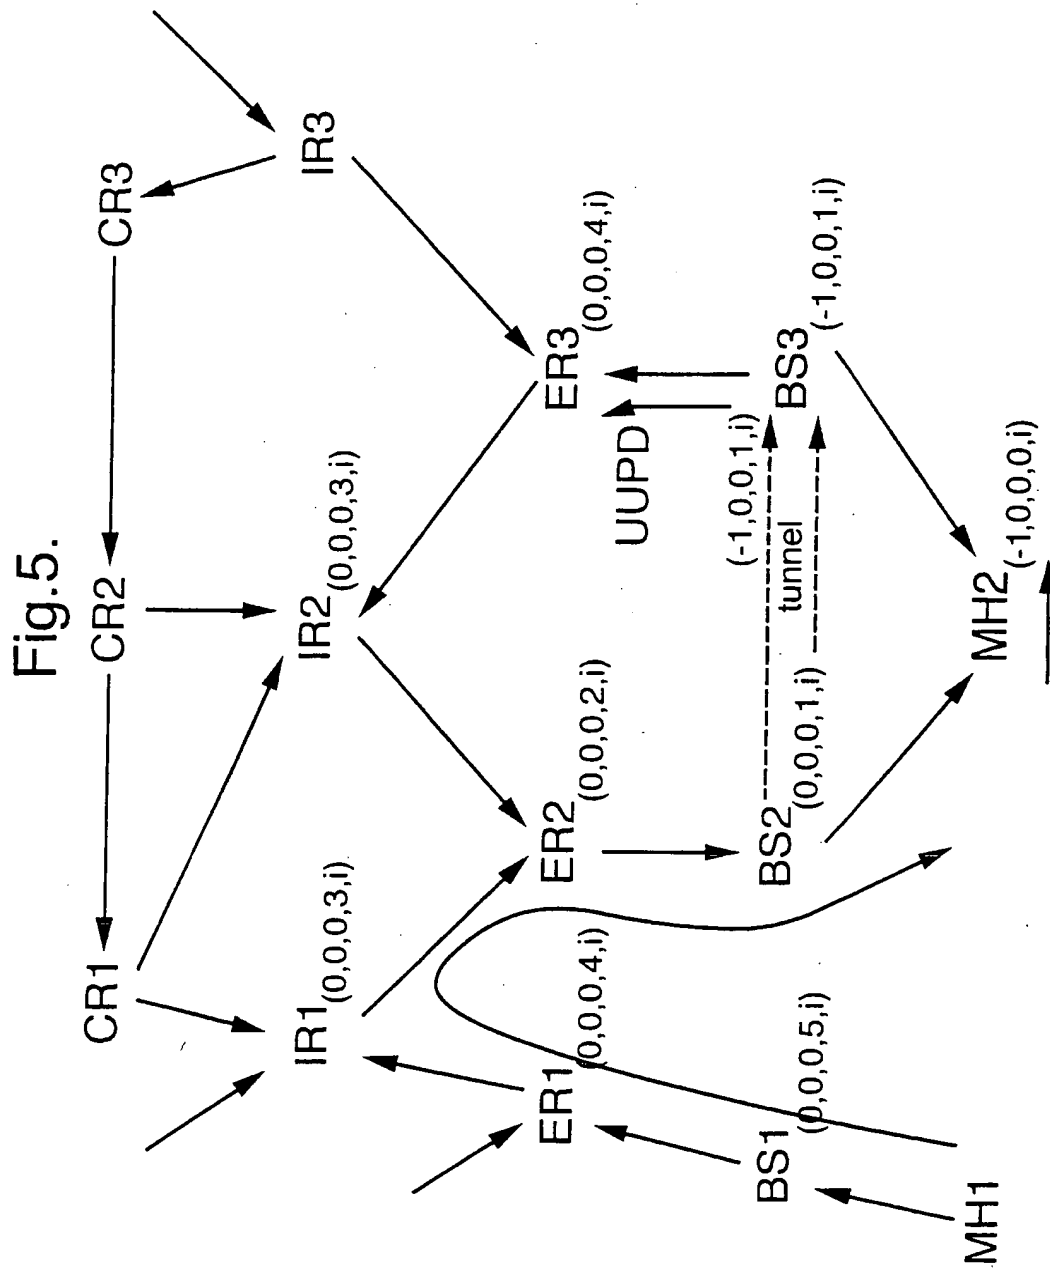 Fig.5.
CR1
CR2
CR3
IR1(0,0,0,3,i)
IR2(0,0,0,3,i)
IR3
ER1(0,0,0,4,i)
ER2(0,0,0,2,i)
ER3(0,0,0,4,i)
UUPD
BS1(0,0,0,5,i)
BS2(0,0,0,1,i)
(-1,0,0,1,i)
tunnel
BS3(-1,0,0,1,i)
MH1
MH2(-1,0,0,0,i)